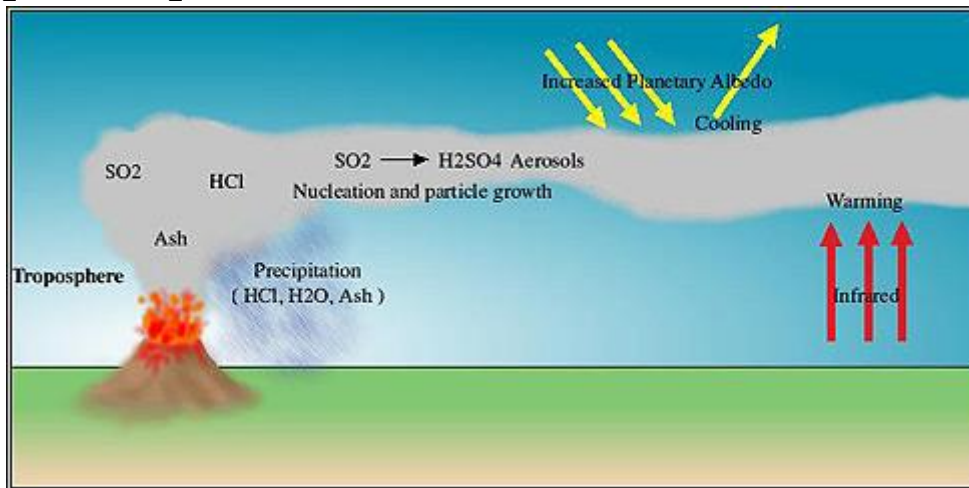 Increased Planetary Albedo
Cooling
SO2
HCl
SO2 → H2SO4 Aerosols
Nucleation and particle growth
Ash
Troposphere
Precipitation
( HCl, H2O, Ash )
Warming
Infrared